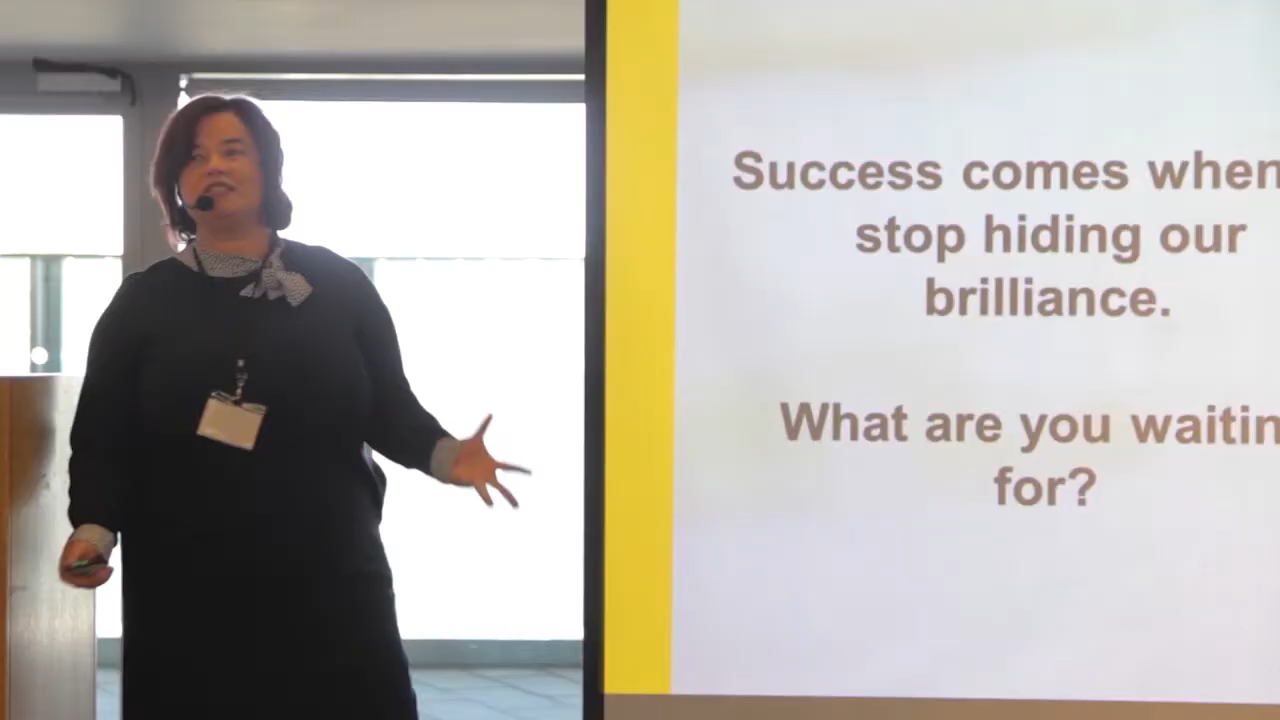 Success comes when
stop hiding our
brilliance.
What are you waitin
for?